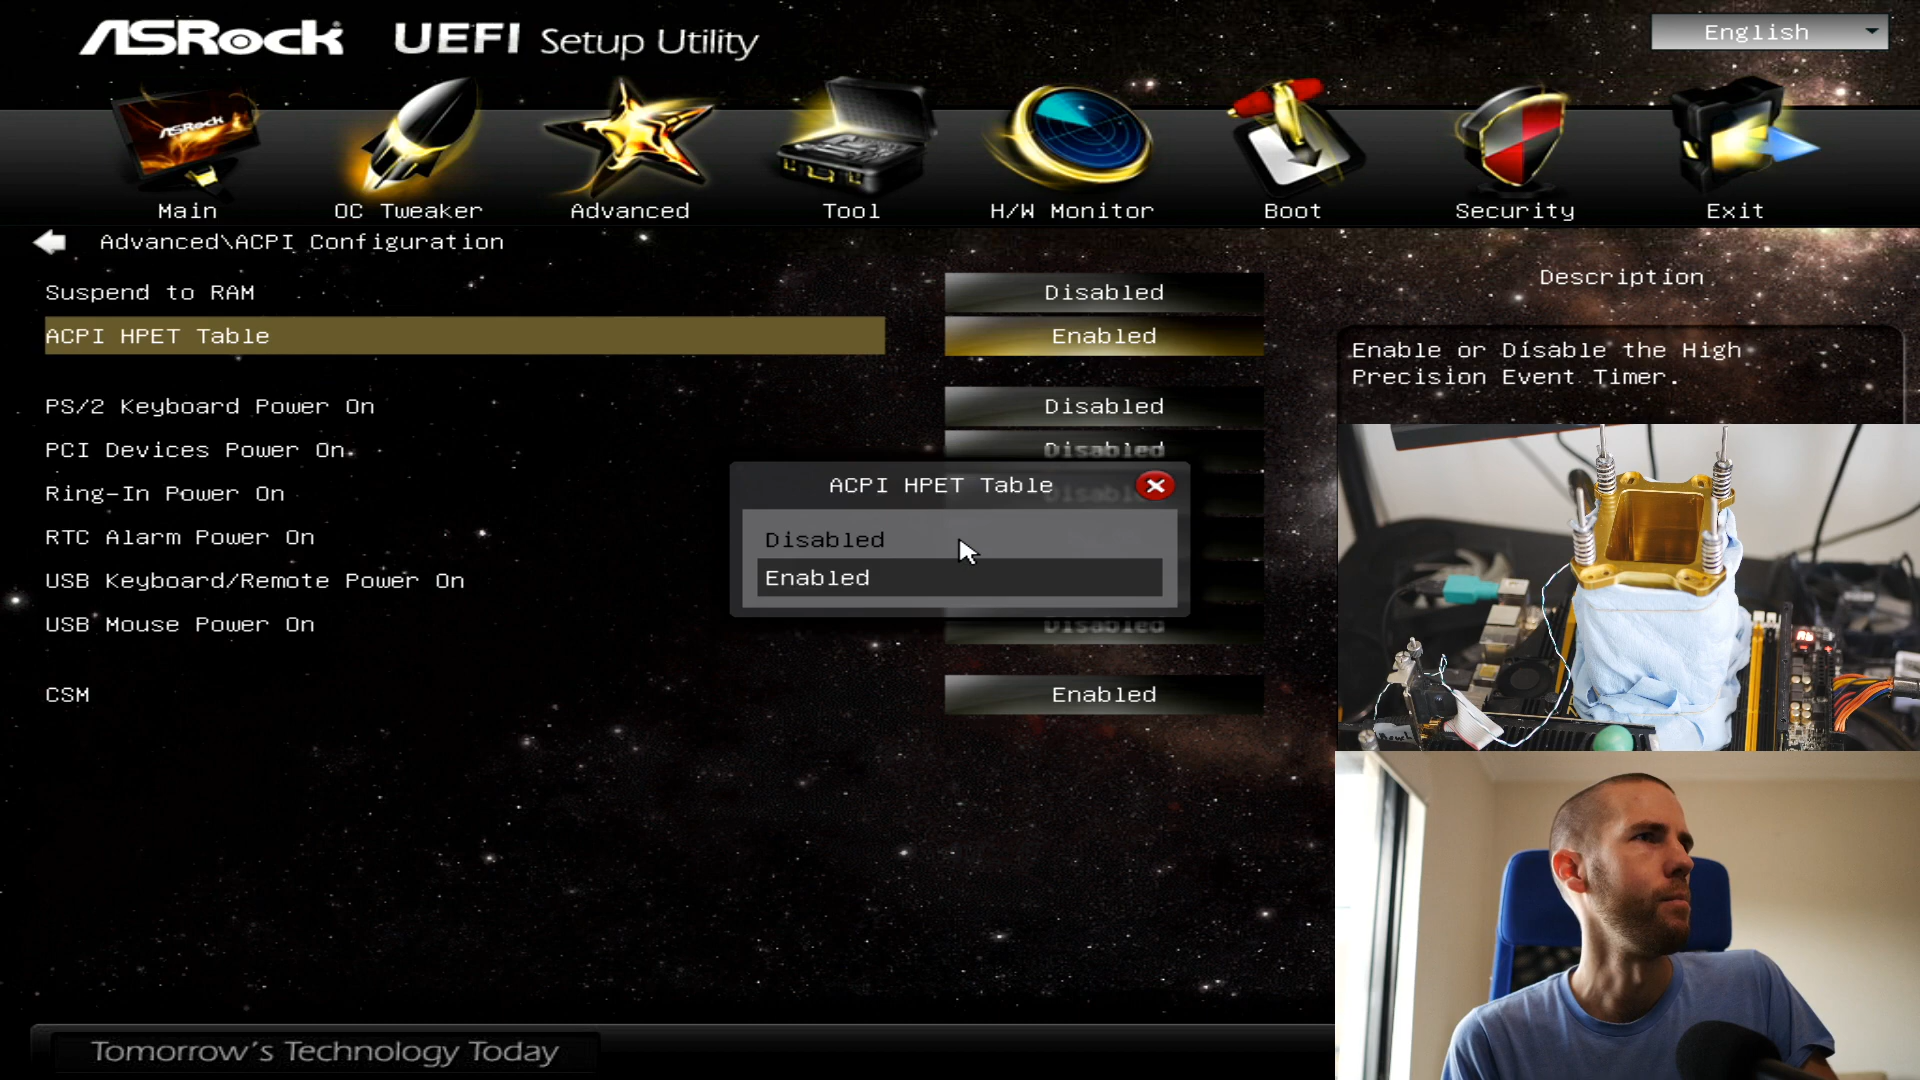 ASRock UEFI Setup Utility
English
ASRock
Main OC Tweaker Advanced Tool H/W Monitor Boot Security Exit
Advanced\ACPI Configuration
Description
Suspend to RAM Disabled
ACPI HPET Table Enabled
Enable or Disable the High
Precision Event Timer.
PS/2 Keyboard Power On Disabled
PCI Devices Power On Disabled
Ring-In Power On
RTC Alarm Power On
USB Keyboard/Remote Power On
USB Mouse Power On Disabled
CSM Enabled
ACPI HPET Table
Disabled
Enabled
Tomorrow's Technology Today